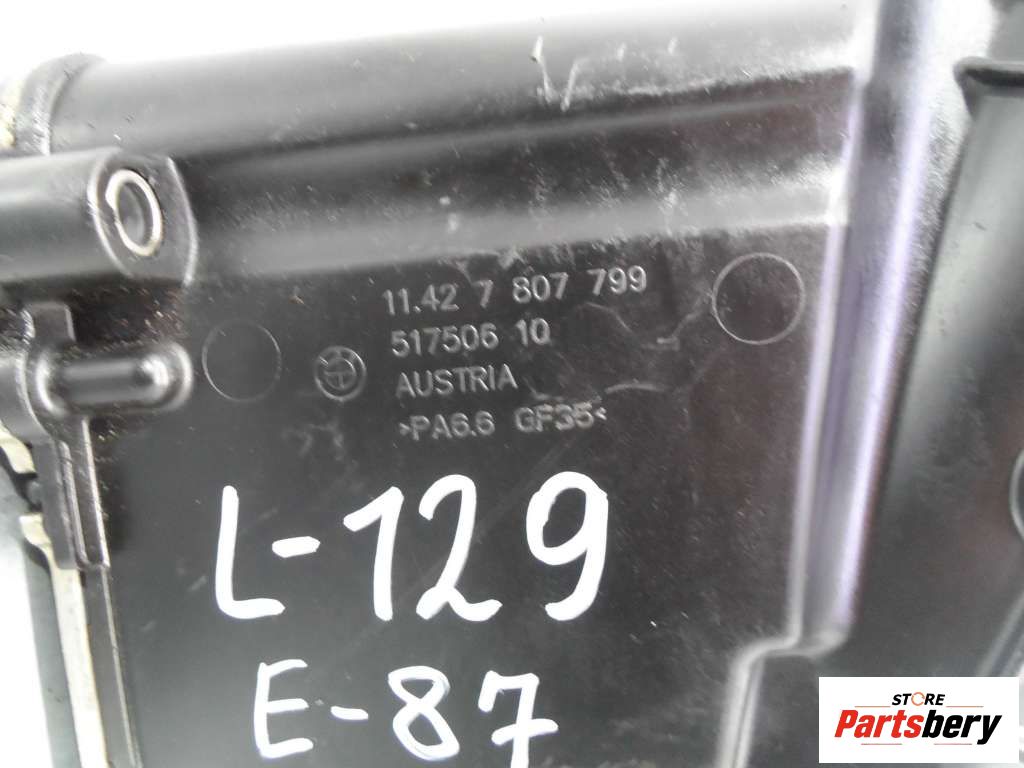 11.42 7 807 799
517506 10
AUSTRIA
>PA6.6 GF35<
L-129
E-87
STORE
Partsbery